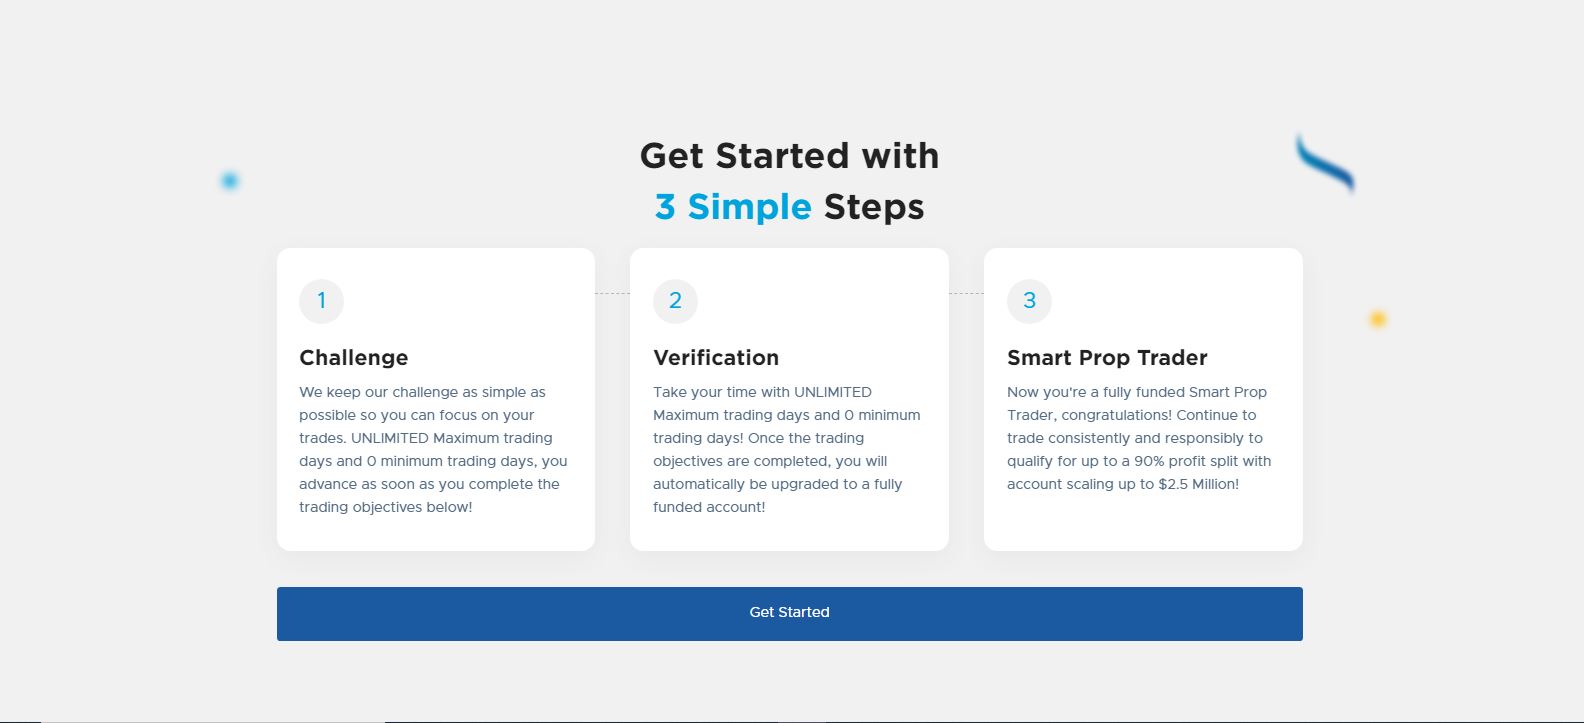 Get Started with
3 Simple Steps
1
Challenge
We keep our challenge as simple as
possible so you can focus on your
trades. UNLIMITED Maximum trading
days and 0 minimum trading days, you
advance as soon as you complete the
trading objectives below!
2
Verification
Take your time with UNLIMITED
Maximum trading days and 0 minimum
trading days! Once the trading
objectives are completed, you will
automatically be upgraded to a fully
funded account!
3
Smart Prop Trader
Now you're a fully funded Smart Prop
Trader, congratulations! Continue to
trade consistently and responsibly to
qualify for up to a 90% profit split with
account scaling up to $2.5 Million!
Get Started